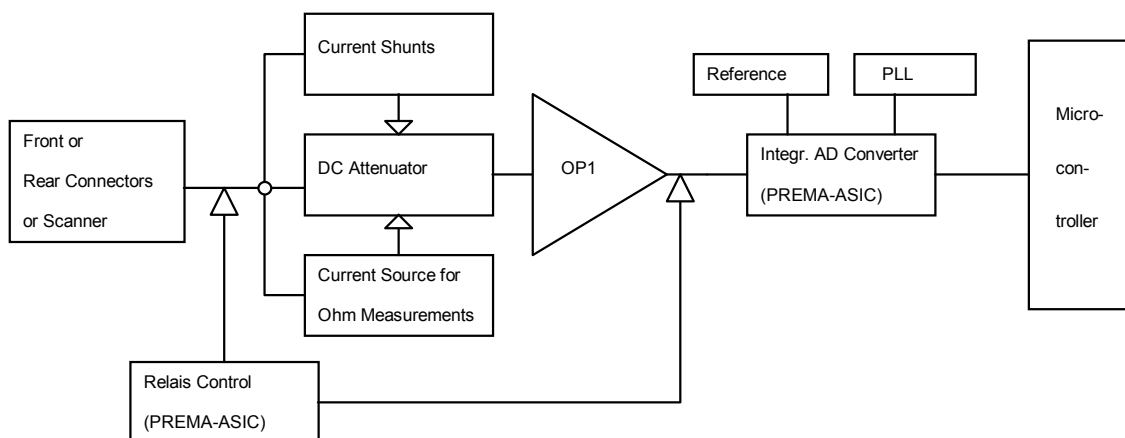 Front or
Rear Connectors
or Scanner
Current Shunts
DC Attenuator
Current Source for
Ohm Measurements
Relais Control
(PREMA-ASIC)
OP1
Reference
PLL
Integr. AD Converter
(PREMA-ASIC)
Micro-
con-
troller